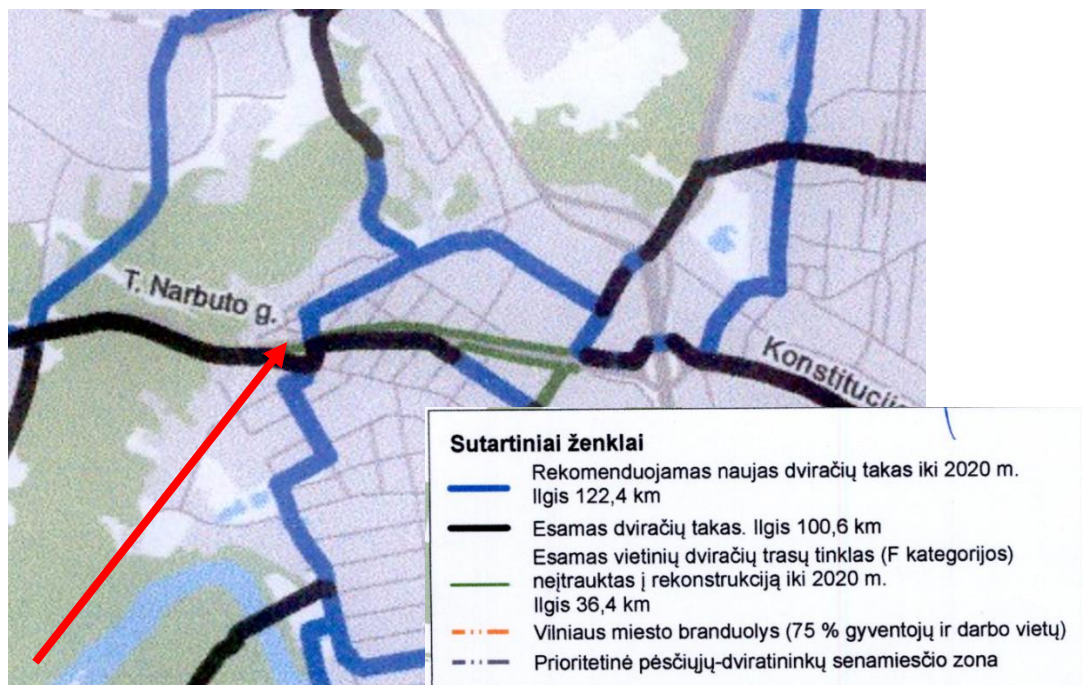 T. Narbuto g.
Konstitucijo
Sutartiniai ženklai
Rekomenduojamas naujas dviračių takas iki 2020 m.
Ilgis 122,4 km
Esamas dviračių takas. Ilgis 100,6 km
Esamas vietinių dviračių trasų tinklas (F kategorijos)
neįtrauktas į rekonstrukciją iki 2020 m.
Ilgis 36,4 km
Vilniaus miesto branduolys (75 % gyventojų ir darbo vietų)
Prioritetinė pėsčiųjų-dviratininkų senamiesčio zona